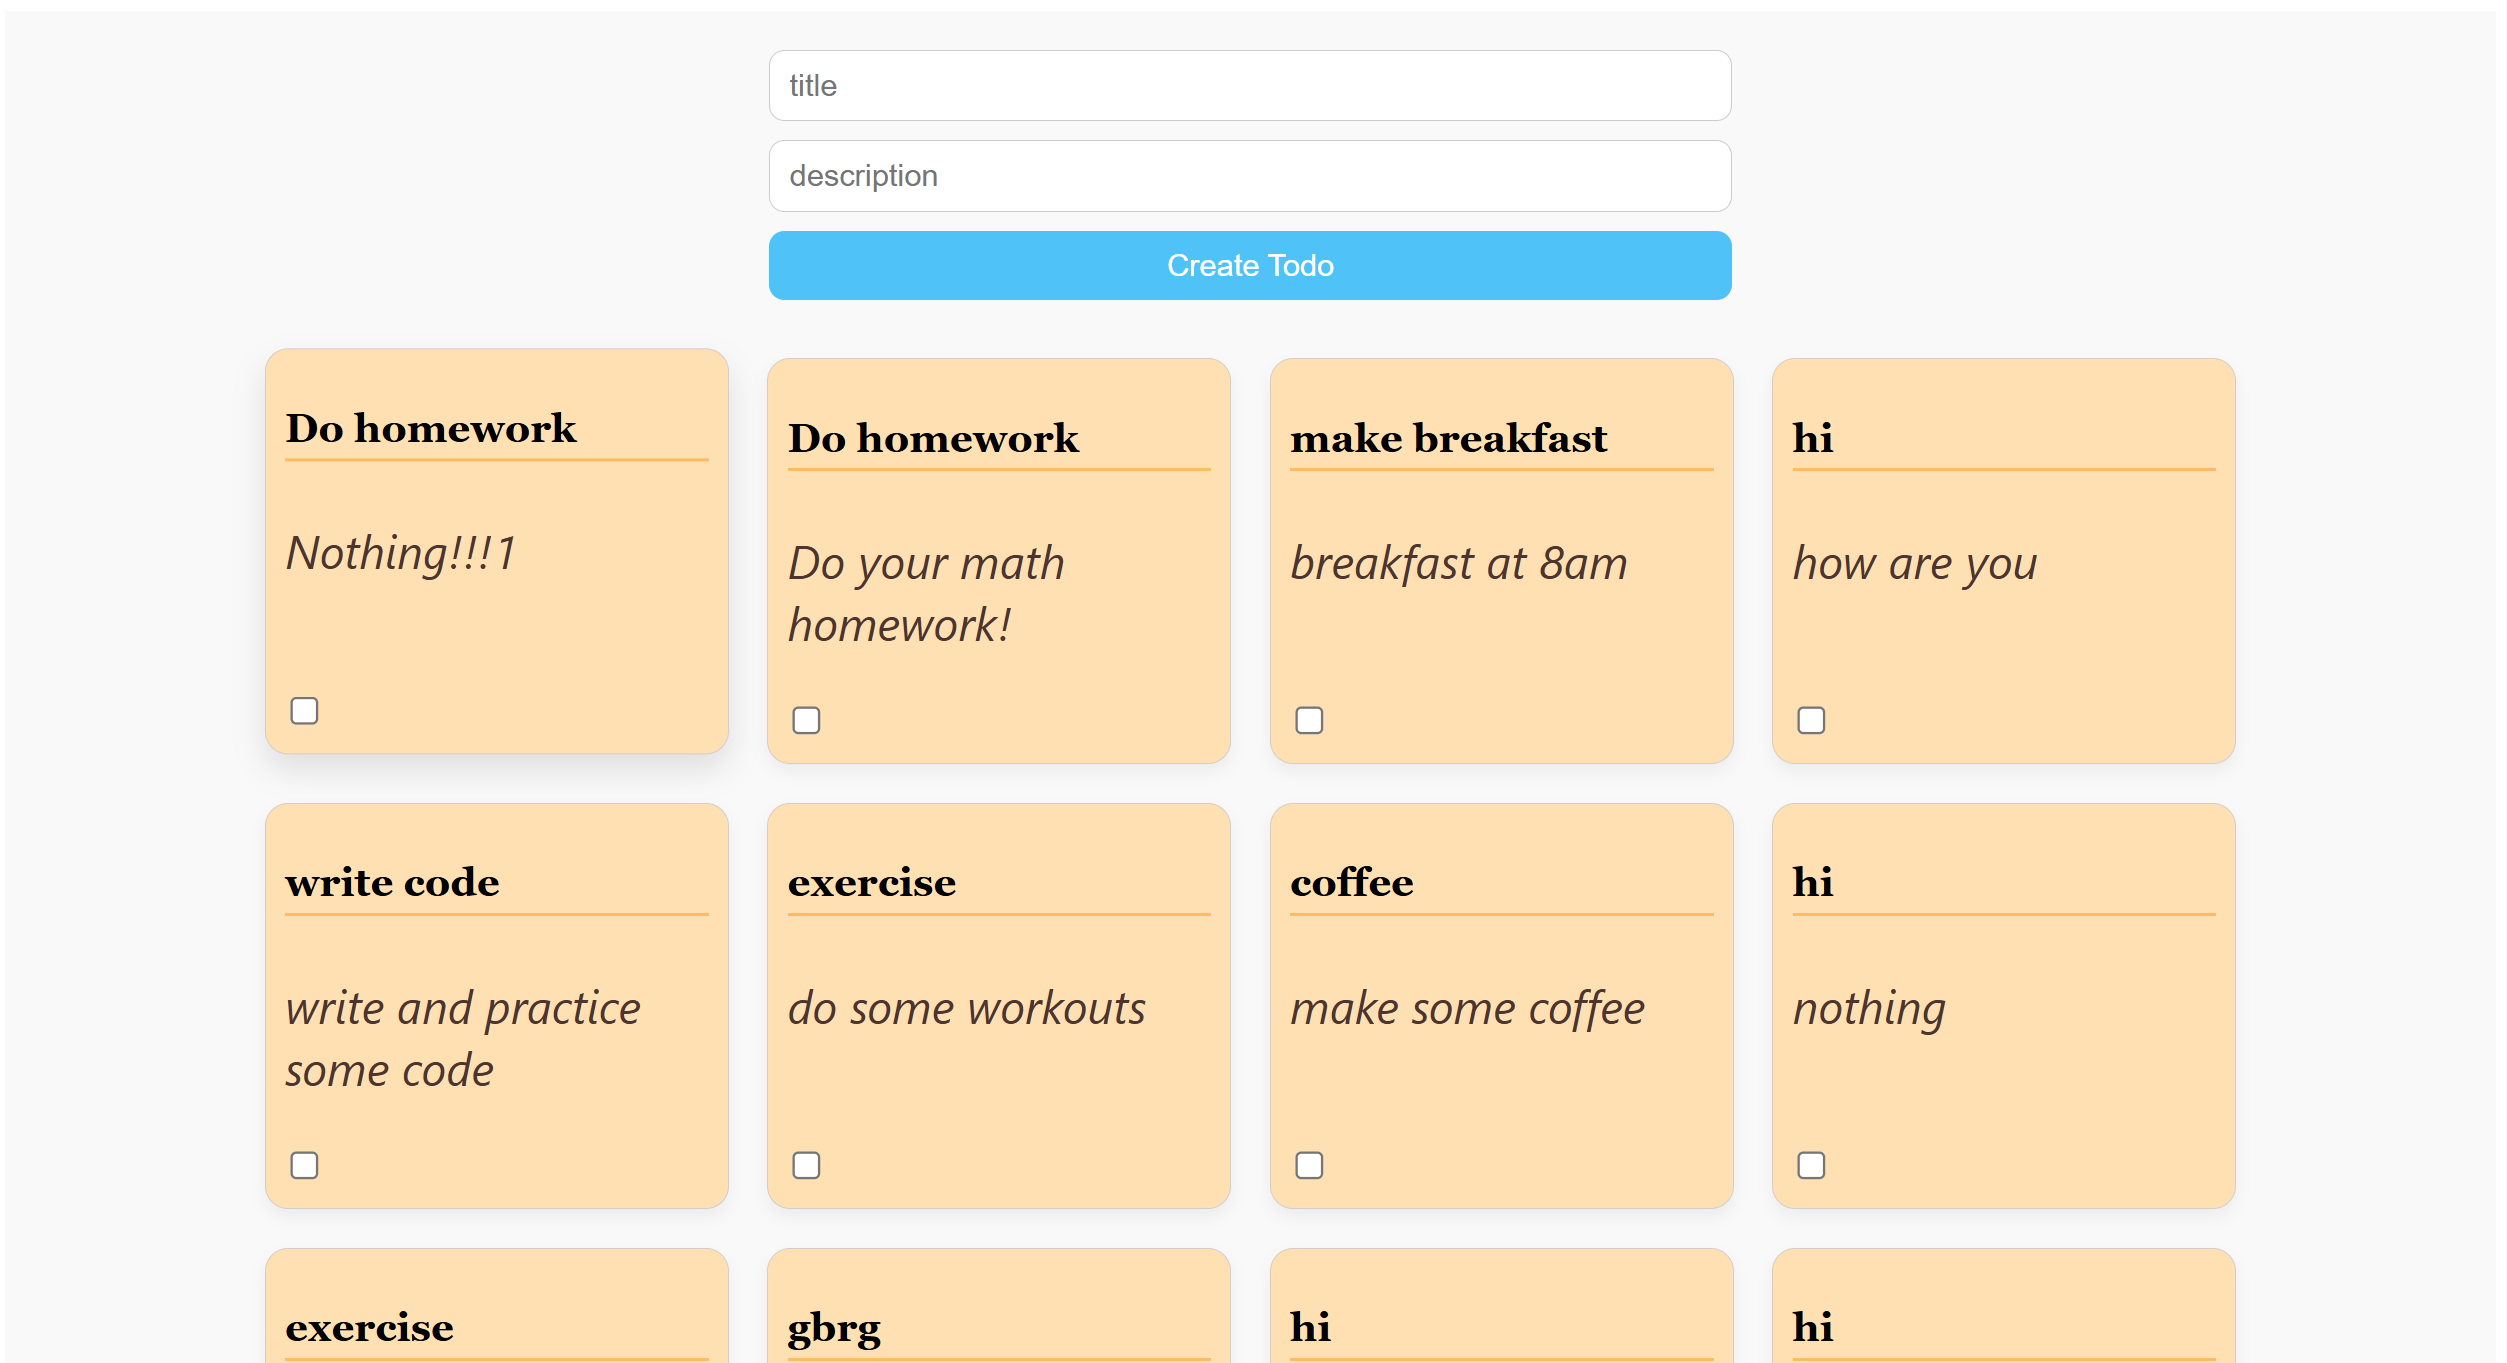 title
description
Create Todo
Do homework
Nothing!!!1
Do homework
Do your math
homework!
make breakfast
breakfast at 8am
hi
how are you
write code
write and practice
some code
exercise
do some workouts
coffee
make some coffee
hi
nothing
exercise
gbrg
hi
hi